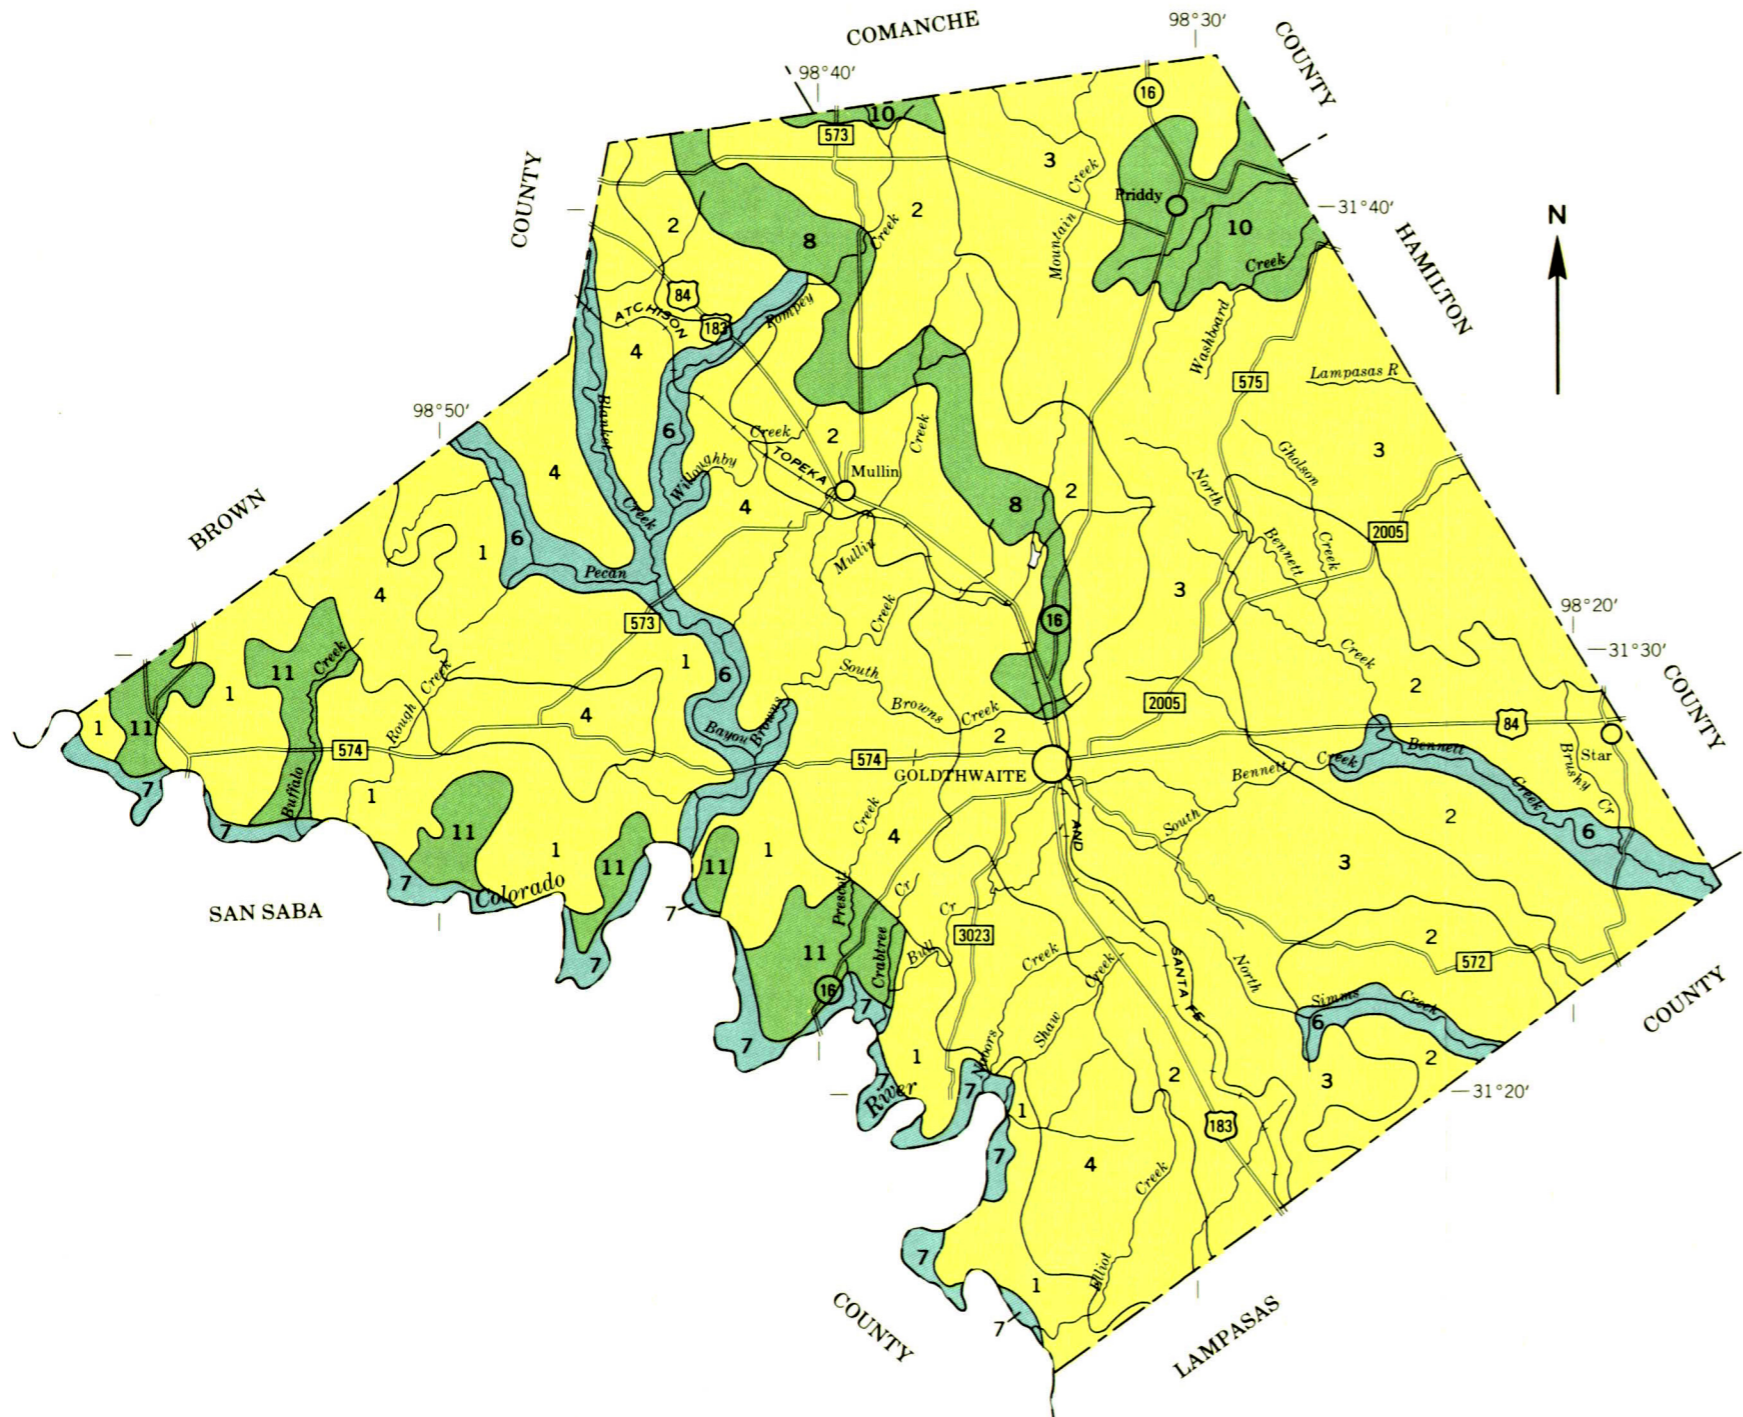 COMANCHE
98°30'
COUNTY
98°40'
16
10
573
3
COUNTY
Priddy
31°40'
2
2
Creek
Mountain
Creek
N
8
10
HAMILTON
Creek
84
ATCHISON
183
Pompey
Washboard
4
575
Lampasas R
98°50'
Blanket
6
Creek
2
Creek
TOPEKA
Willoughby
Mullin
4
Gholson
3
North
BROWN
4
8
2
Creek
6
1
2005
Bennett
Creek
Mullin
Pecan
4
3
98°20'
Creek
16
573
31°30'
Creek
COUNTY
11
Creek
1
6
South
Creek
2
1
Rough
Creek
1
11
4
Browns
Creek
2005
84
Bayou
Browns
2
574
574
GOLDTHWAITE
Bennett
Creek
Bennett
Star
7
Buffalo
1
Creek
Brushy
Cr
South
2
Creek
6
11
4
AND
7
1
11
11
1
3
7
Colorado
Prescott
Cr
SAN SABA
7
Cr
3023
2
11
Crabtree
Bull
Creek
Creek
SANTA FE
North
572
7
16
7
Simms
Creek
6
COUNTY
7
Nabors
Shaw
1
2
2
7
River
7
3
31°20'
1
183
7
4
Creek
7
1
Elliot
COUNTY
7
LAMPASAS